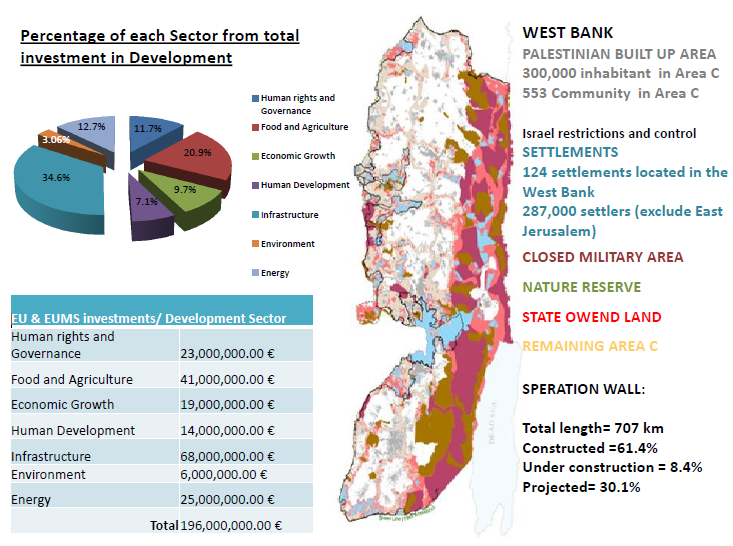 Percentage of each Sector from total
investment in Development
12.7%
11.7%
3.06%
20.9%
34.6%
9.7%
7.1%
Human rights and
Governance
Food and Agriculture
Economic Growth
Human Development
Infrastructure
Environment
Energy
EU & EUMS investments/ Development Sector
Human rights and
Governance 23,000,000.00 €
Food and Agriculture 41,000,000.00 €
Economic Growth 19,000,000.00 €
Human Development 14,000,000.00 €
Infrastructure 68,000,000.00 €
Environment 6,000,000.00 €
Energy 25,000,000.00 €
Total 196,000,000.00 €
DEAD SEA
WEST BANK
PALESTINIAN BUILT UP AREA
300,000 inhabitant in Area C
553 Community in Area C
Israel restrictions and control
SETTLEMENTS
124 settlements located in the
West Bank
287,000 settlers (exclude East
Jerusalem)
CLOSED MILITARY AREA
NATURE RESERVE
STATE OWEND LAND
REMAINING AREA C
SPERATION WALL:
Total length= 707 km
Constructed =61.4%
Under construction = 8.4%
Projected= 30.1%